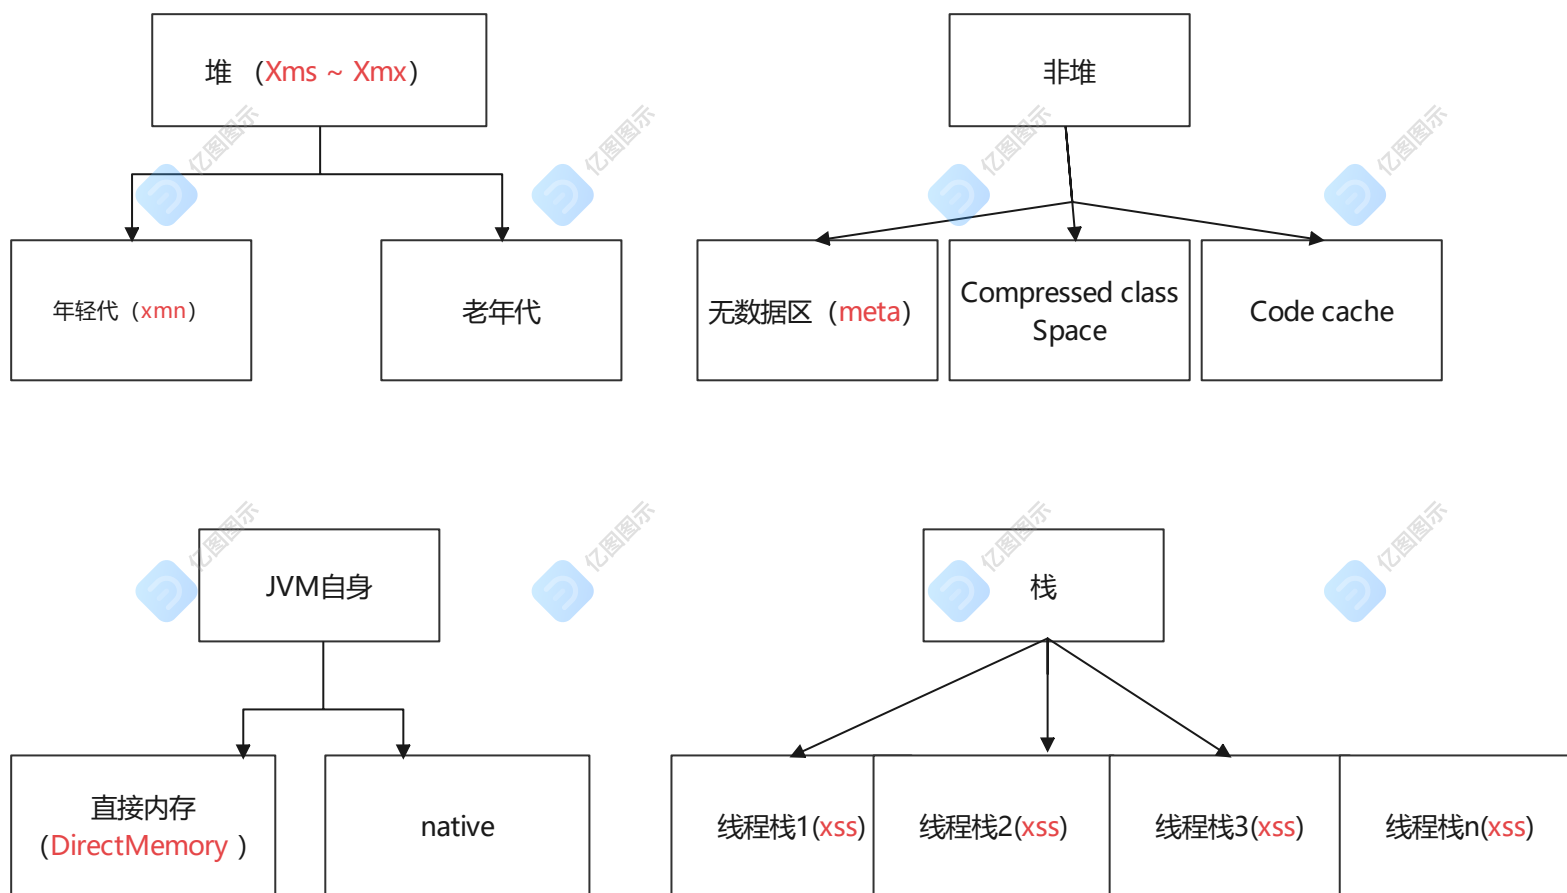 堆 （Xms ~ Xmx）
非堆
年轻代（xmn）
老年代
无数据区（meta）
Compressed class
Space
Code cache
JVM自身
栈
直接内存
（DirectMemory ）
native
线程栈1(xss)
线程栈2(xss)
线程栈3(xss)
线程栈n(xss)
亿图图示
亿图图示
亿图图示
亿图图示
亿图图示
亿图图示
亿图图示
亿图图示